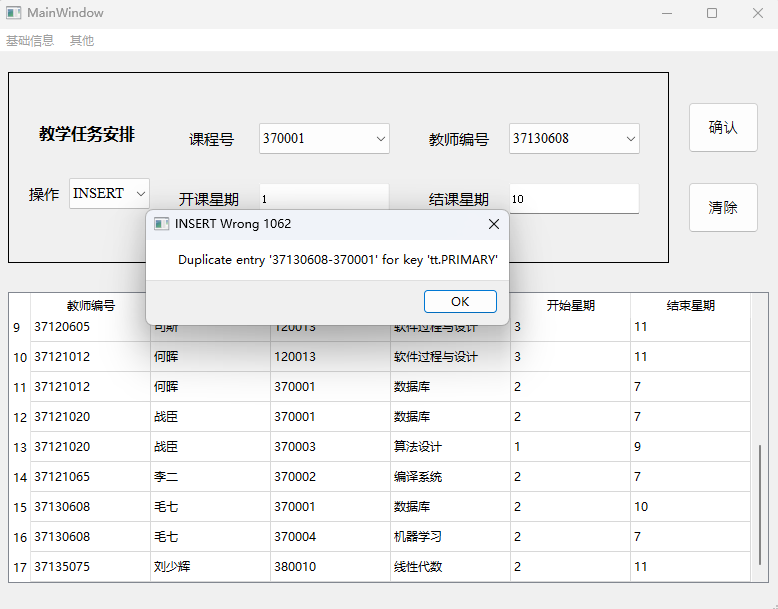 MainWindow
基础信息 其他
教学任务安排 课程号 370001 教师编号 37130608 确认
操作 INSERT 开课星期 1 结课星期 10 清除
INSERT Wrong 1062
Duplicate entry '37130608-370001' for key 'tt.PRIMARY'
OK
教师编号 开始星期 结束星期
9 37120605 司斯 120013 软件过程与设计 3 11
10 37121012 何晖 120013 软件过程与设计 3 11
11 37121012 何晖 370001 数据库 2 7
12 37121020 战臣 370001 数据库 2 7
13 37121020 战臣 370003 算法设计 1 9
14 37121065 李二 370002 编译系统 2 7
15 37130608 毛七 370001 数据库 2 10
16 37130608 毛七 370004 机器学习 2 7
17 37135075 刘少辉 380010 线性代数 2 11